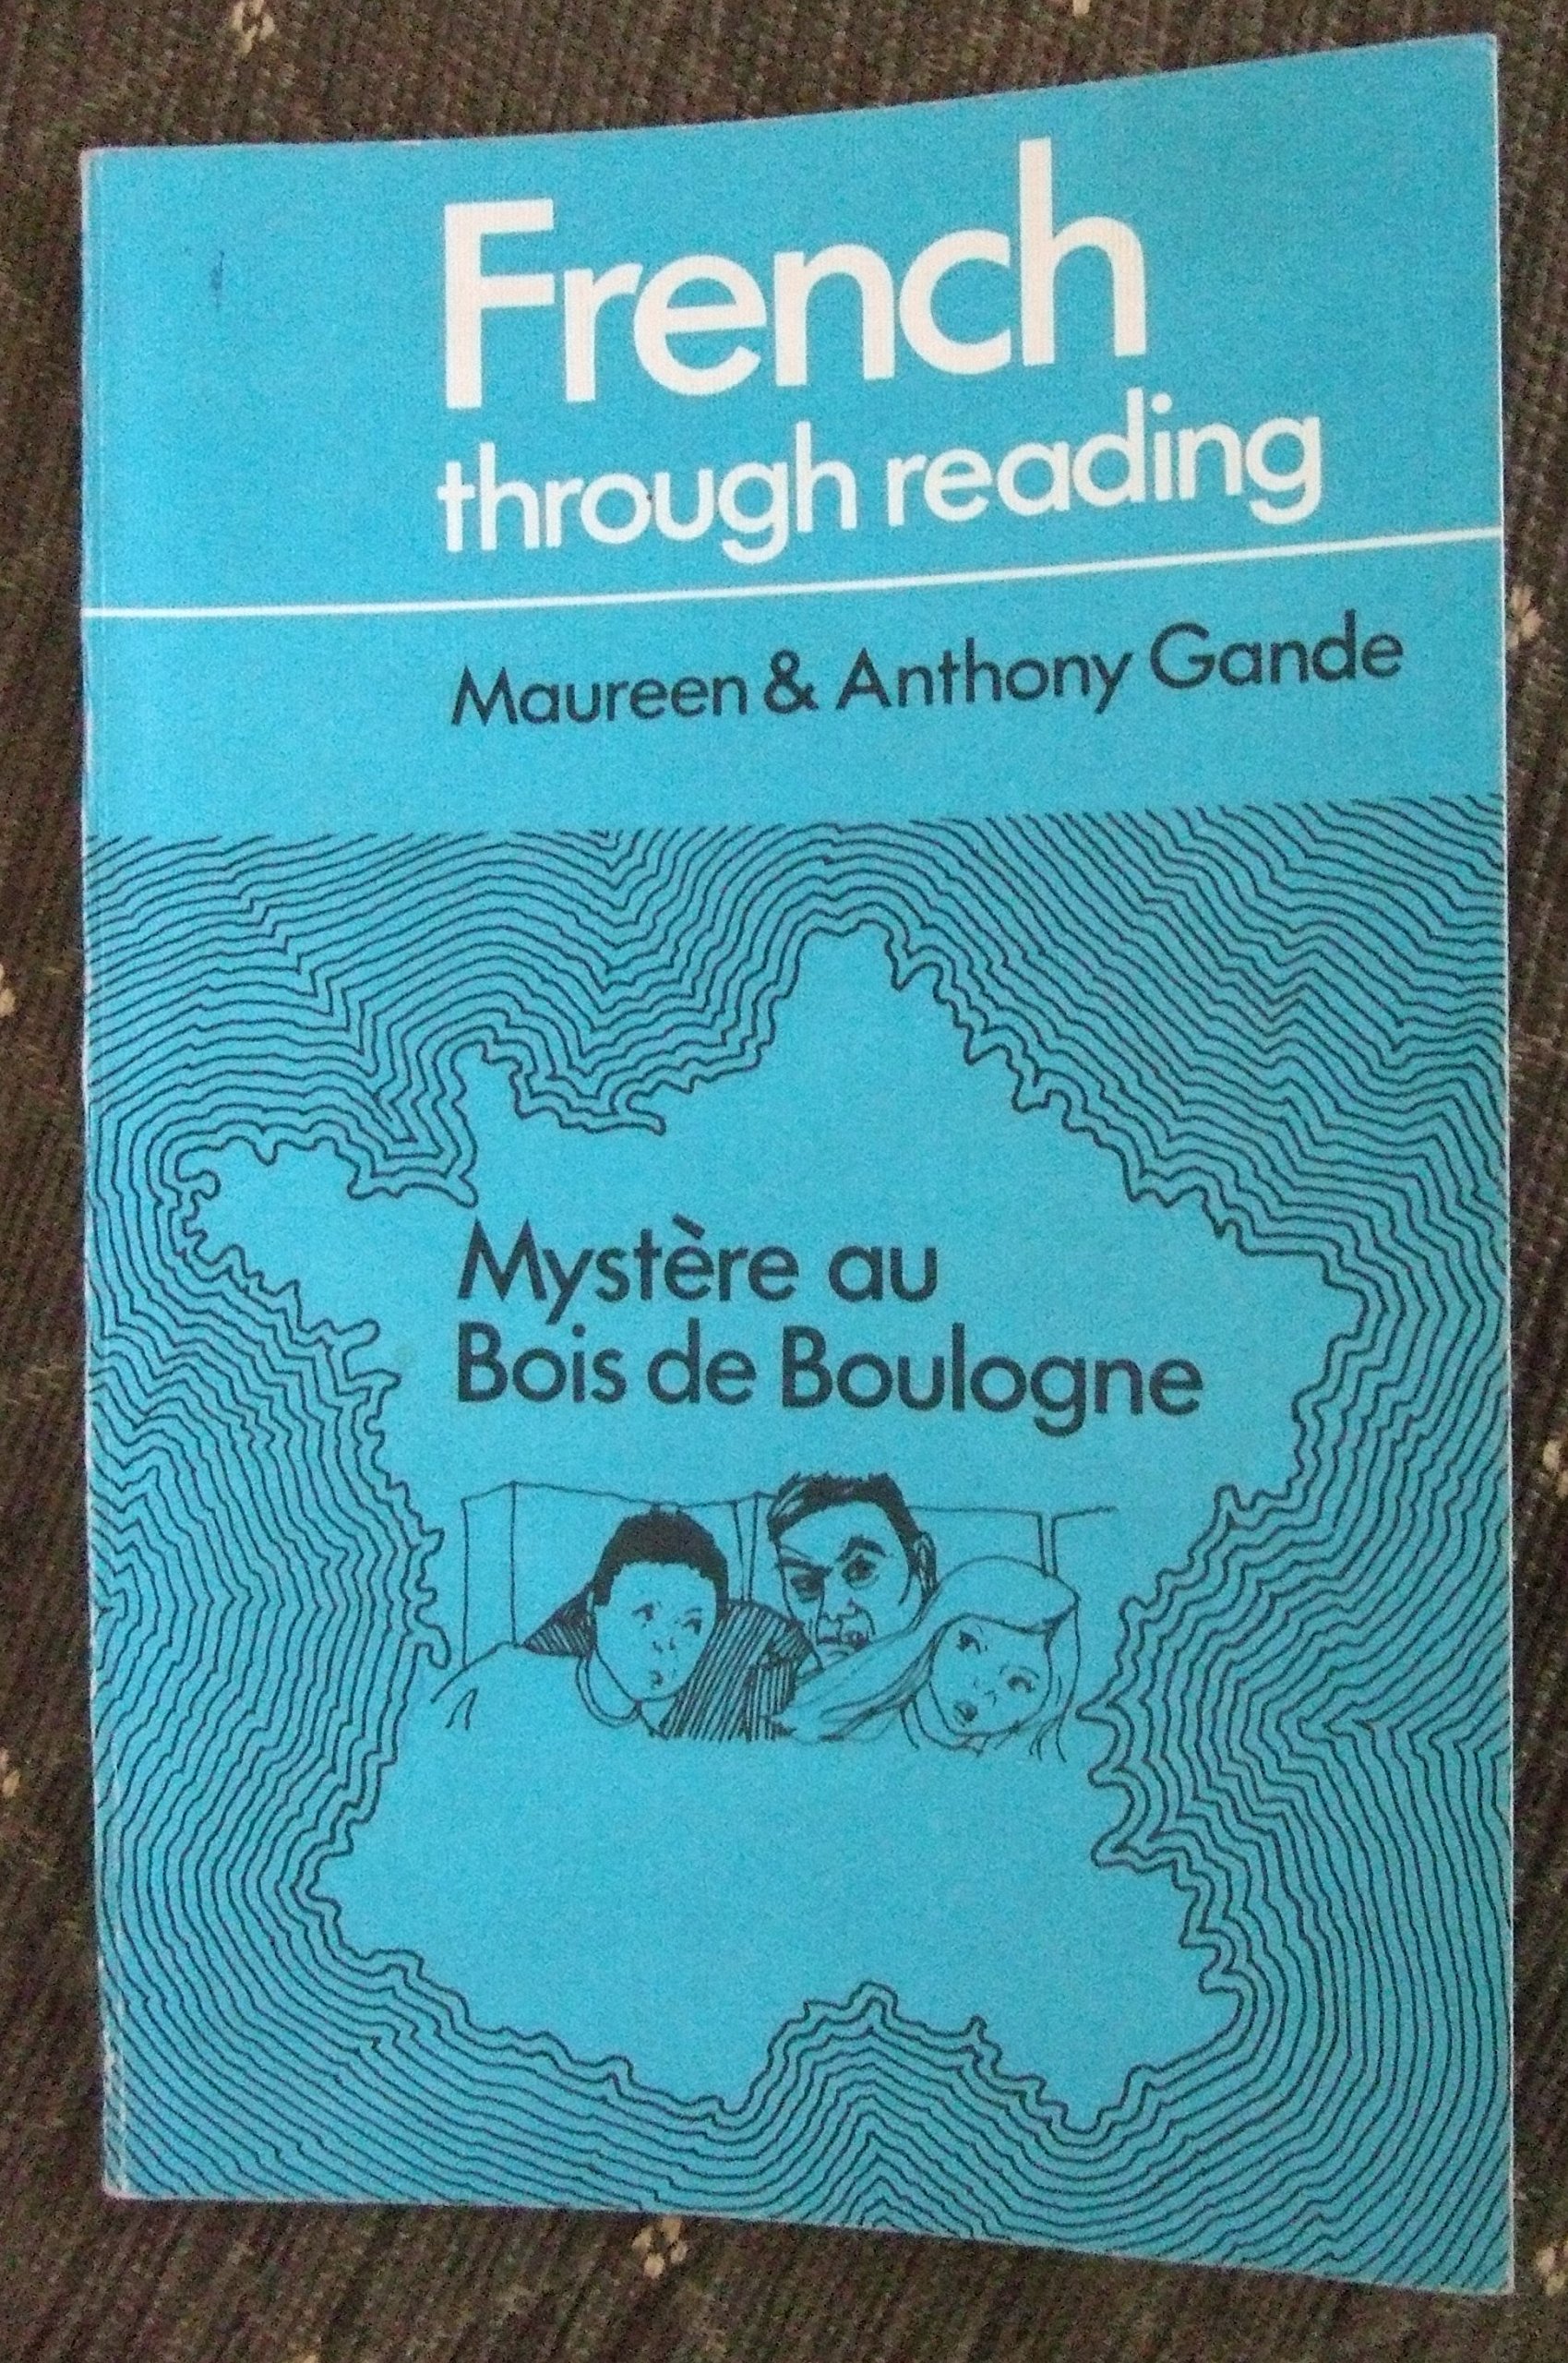 French
through reading
Maureen & Anthony Gande
Mystère au
Bois de Boulogne